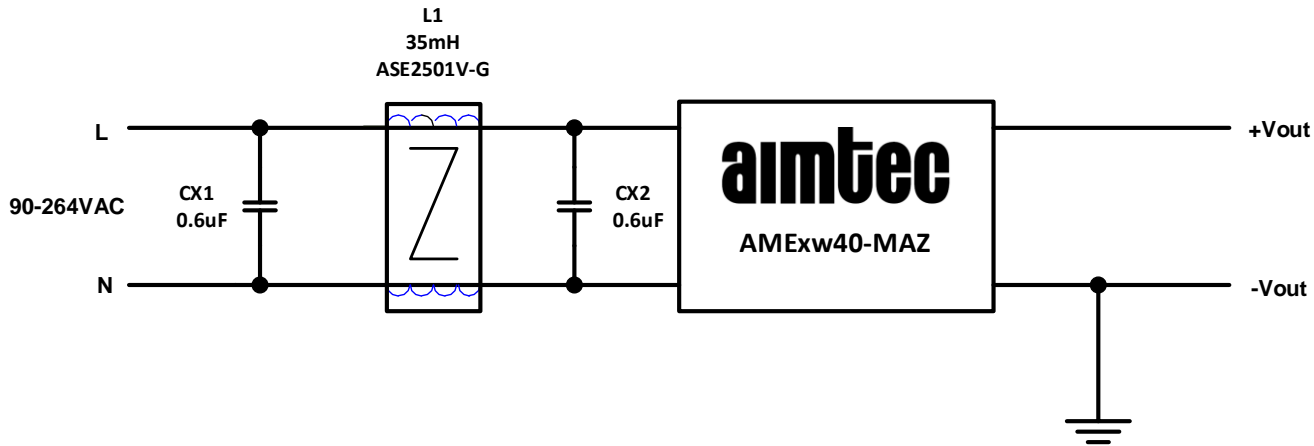 L1
35mH
ASE2501V-G
L
+Vout
aimtec
CX1
0.6uF
CX2
0.6uF
90-264VAC
AMExw40-MAZ
N
-Vout